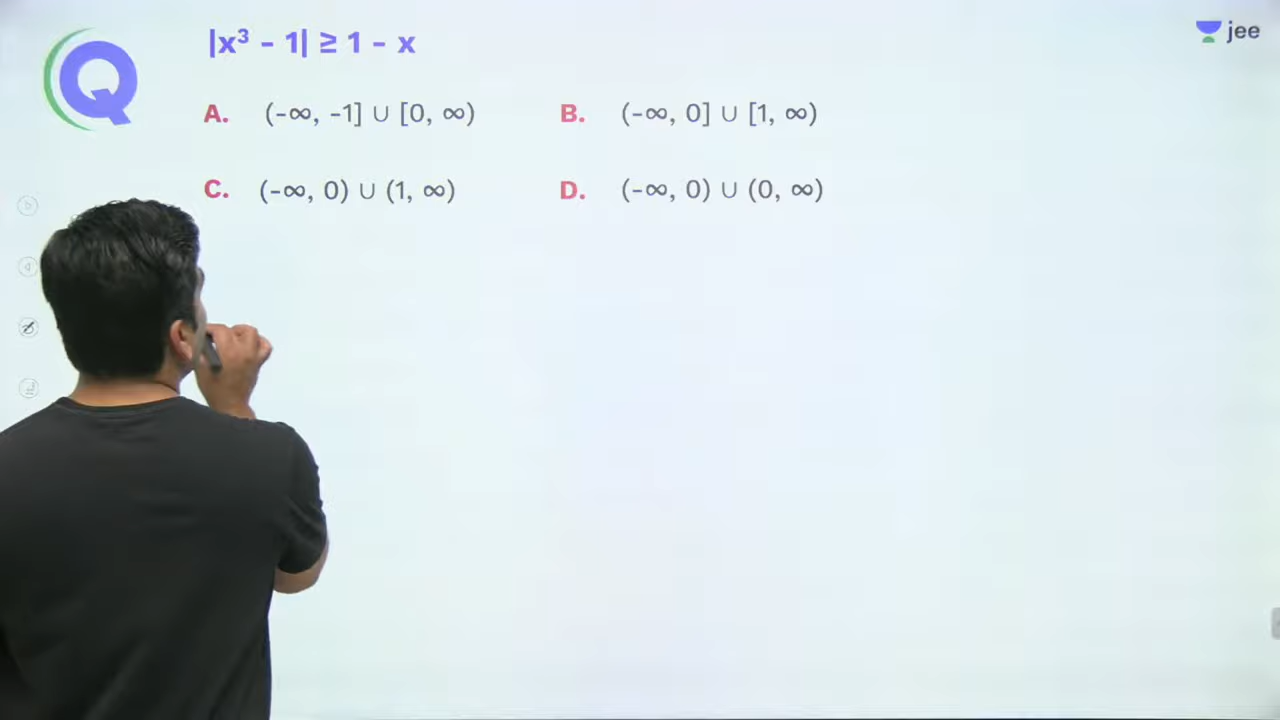 |x³ - 1| ≥ 1 - x
jee
A. (-∞, -1] ∪ [0, ∞)
B. (-∞, 0] ∪ [1, ∞)
C. (-∞, 0) ∪ (1, ∞)
D. (-∞, 0) ∪ (0, ∞)